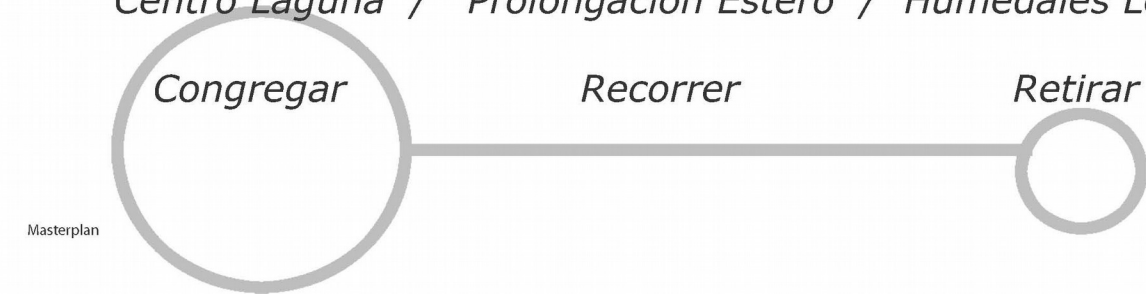 Centro Laguna / Prolongación Estero / Humedales
Congregar Recorrer Retirar
Masterplan